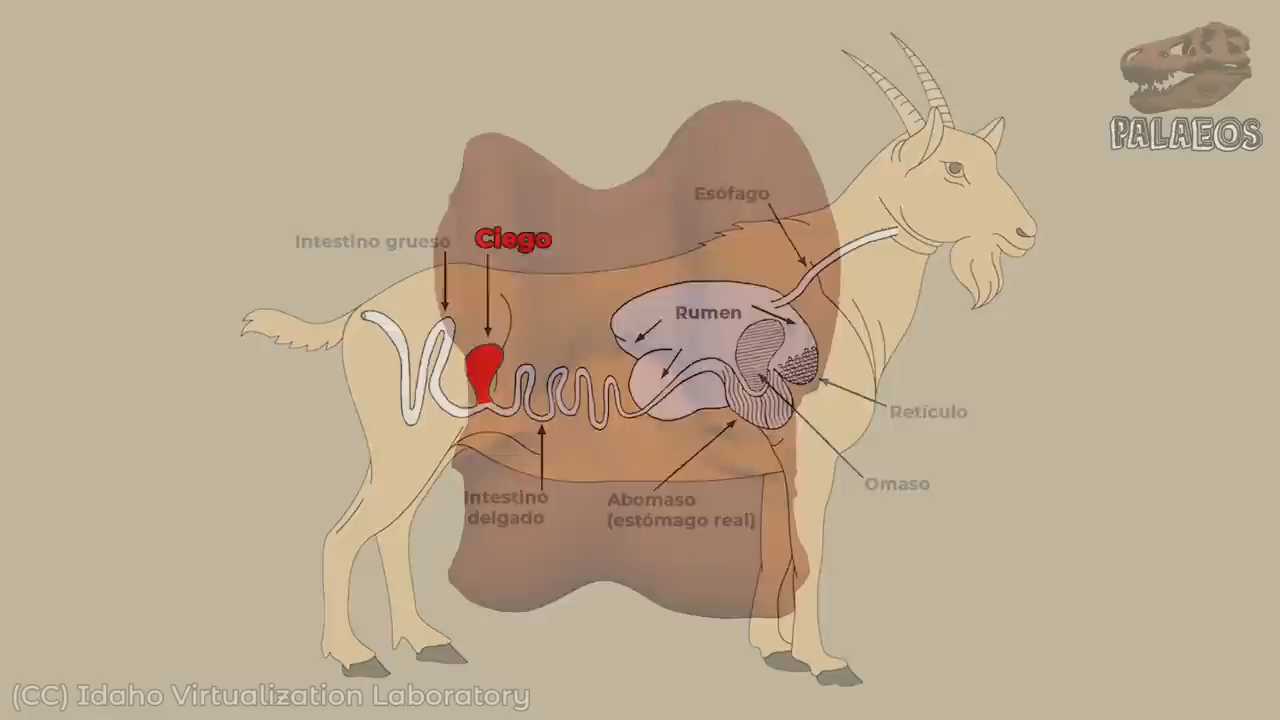 PALAEOS
Esófago
Intestino grueso
Ciego
Rumen
Retículo
Omaso
Intestino
delgado
Abomaso
(estómago real)
(CC) Idaho Virtualization Laboratory